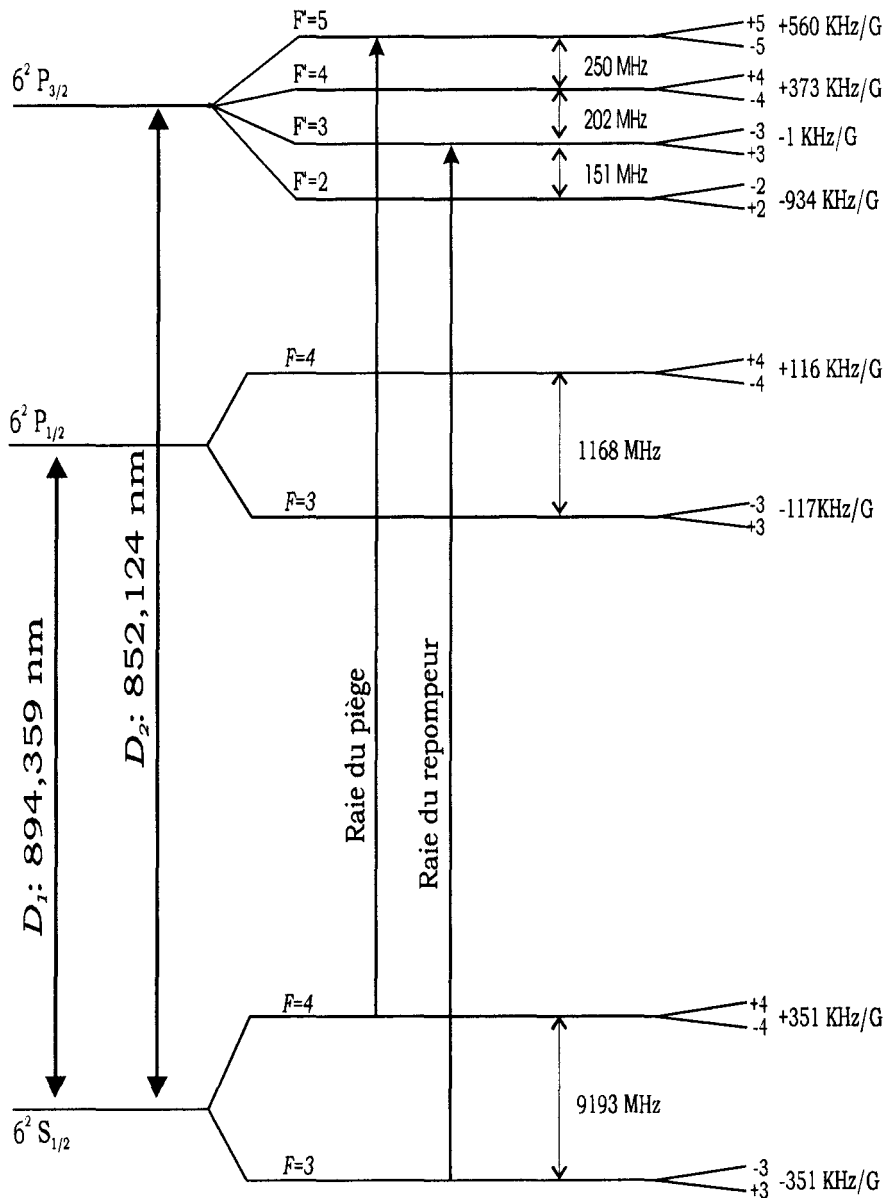 F'=5
+5 +560 KHz/G
-5
250 MHz
6² P₃/₂
F'=4
+4
+373 KHz/G
-4
202 MHz
F'=3
-3
-1 KHz/G
+3
151 MHz
F'=2
-2
-934 KHz/G
+2
F=4
+4
+116 KHz/G
-4
6² P₁/₂
1168 MHz
F=3
-3
-117KHz/G
+3
D₁: 894,359 nm
D₂: 852,124 nm
Raie du piège
Raie du repompeur
F=4
+4
+351 KHz/G
-4
9193 MHz
6² S₁/₂
F=3
-3
-351 KHz/G
+3